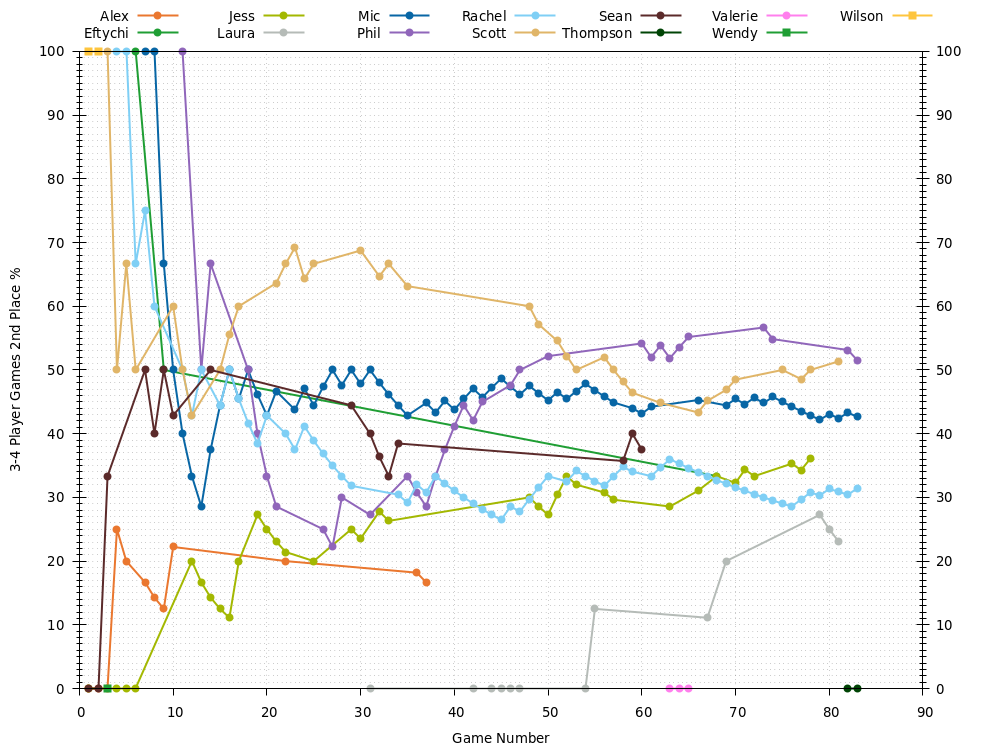 Alex Jess Mic Rachel Sean Valerie Wilson
Eftychi Laura Phil Scott Thompson Wendy
100 100
90 90
80 80
70 70
60 60
50 50
40 40
30 30
20 20
10 10
0 0
0 10 20 30 40 50 60 70 80 90
3-4 Player Games 2nd Place %
Game Number